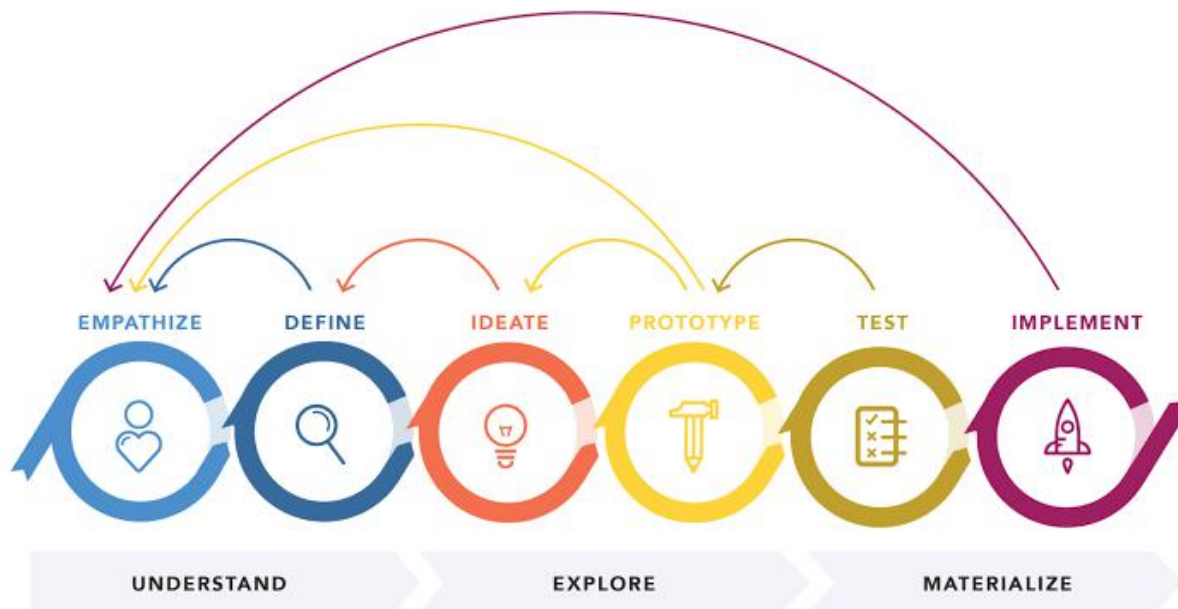 EMPATHIZE
DEFINE
IDEATE
PROTOTYPE
TEST
IMPLEMENT
UNDERSTAND
EXPLORE
MATERIALIZE